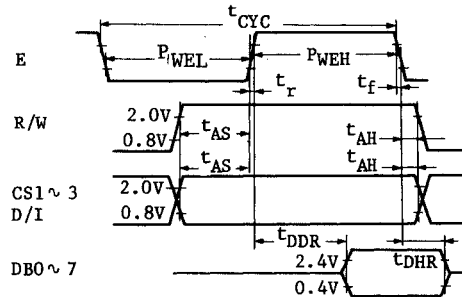 tCYC
E PWEL PWEH
tr tf
R/W 2.0V 0.8V tAS tAH
tAS tAH
CS1~3 2.0V
D/I 0.8V
tDDR tDHR
DB0~7 2.4V
0.4V